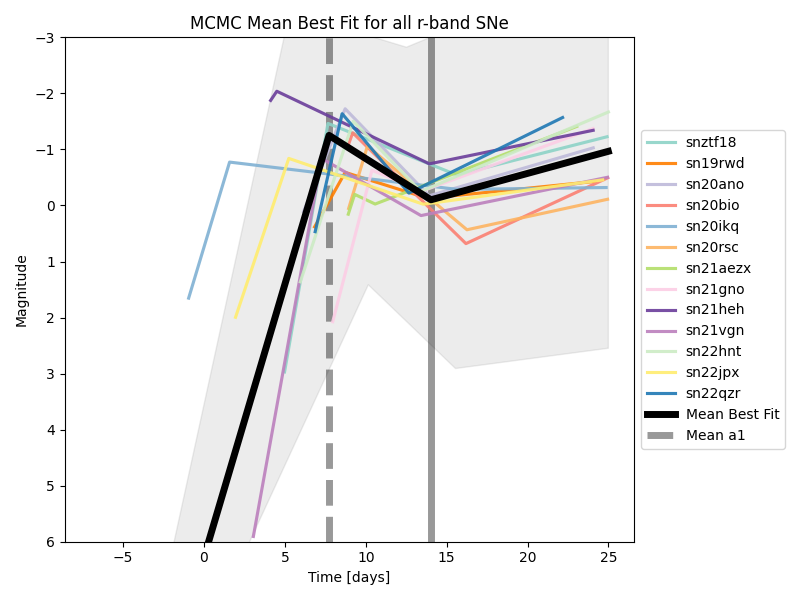 MCMC Mean Best Fit for all r-band SNe
−3
−2
−1
0
1
2
3
4
5
6
Magnitude
−5
0
5
10
15
20
25
Time [days]
snztf18
sn19rwd
sn20ano
sn20bio
sn20ikq
sn20rsc
sn21aezx
sn21gno
sn21heh
sn21vgn
sn22hnt
sn22jpx
sn22qzr
Mean Best Fit
Mean a1